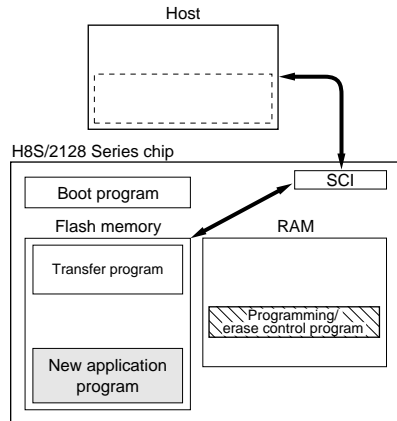 Host
H8S/2128 Series chip
SCI
Boot program
Flash memory
RAM
Transfer program
Programming/
erase control program
New application
program